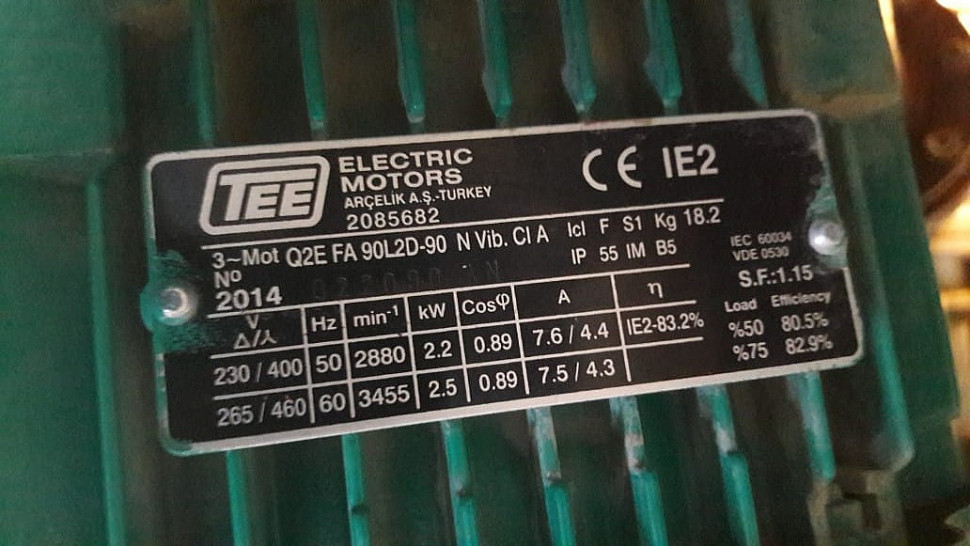 TEE
ELECTRIC
MOTORS
ARÇELİK A.Ş.-TURKEY
2085682
CE IE2
3~Mot Q2E FA 90L2D-90 N Vib. Cl A Icl F S1 Kg 18.2
IP 55 IM B5
IEC 60034
VDE 0530
Nº
2014
S.F.:1.15
V Δ/⅄ Hz min⁻¹ kW Cosφ A η
230 / 400 50 2880 2.2 0.89 7.6 / 4.4 IE2-83.2%
265 / 460 60 3455 2.5 0.89 7.5 / 4.3
Load Efficiency
%50 80.5%
%75 82.9%